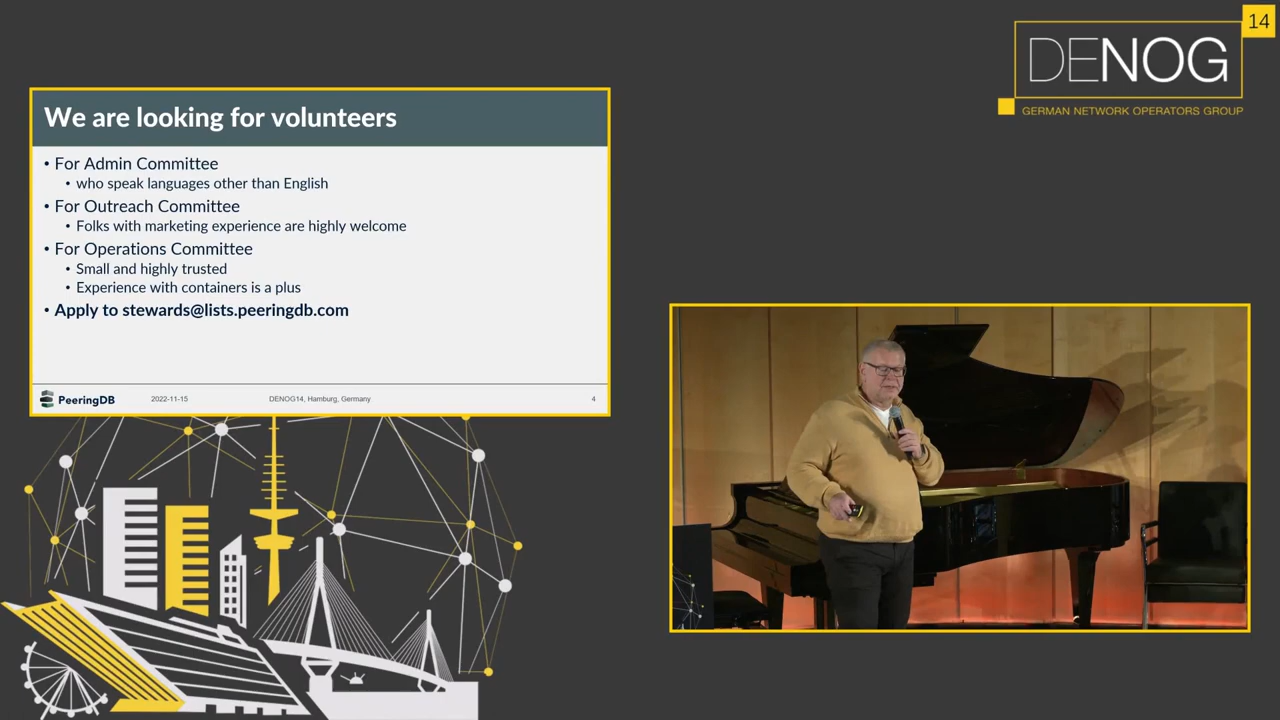 14
DENOG
GERMAN NETWORK OPERATORS GROUP
We are looking for volunteers
• For Admin Committee
• who speak languages other than English
• For Outreach Committee
• Folks with marketing experience are highly welcome
• For Operations Committee
• Small and highly trusted
• Experience with containers is a plus
• Apply to stewards@lists.peeringdb.com
PeeringDB 2022-11-15 DENOG14, Hamburg, Germany 4